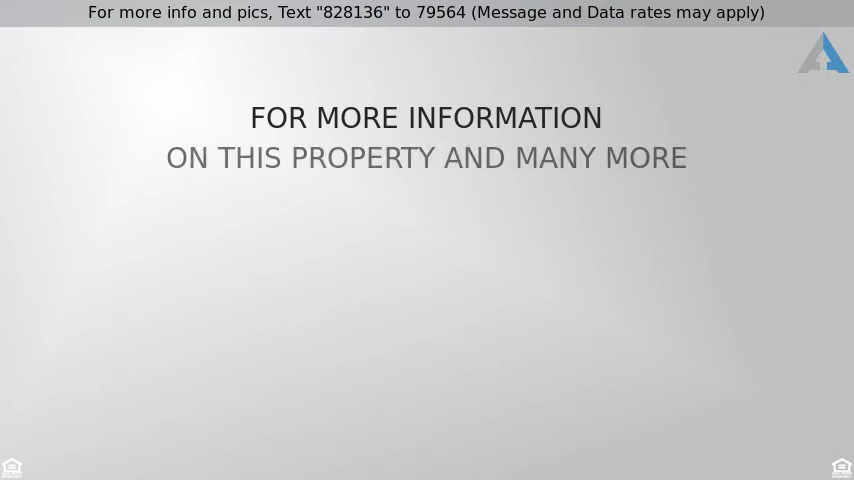 For more info and pics, Text "828136" to 79564 (Message and Data rates may apply)
FOR MORE INFORMATION
ON THIS PROPERTY AND MANY MORE